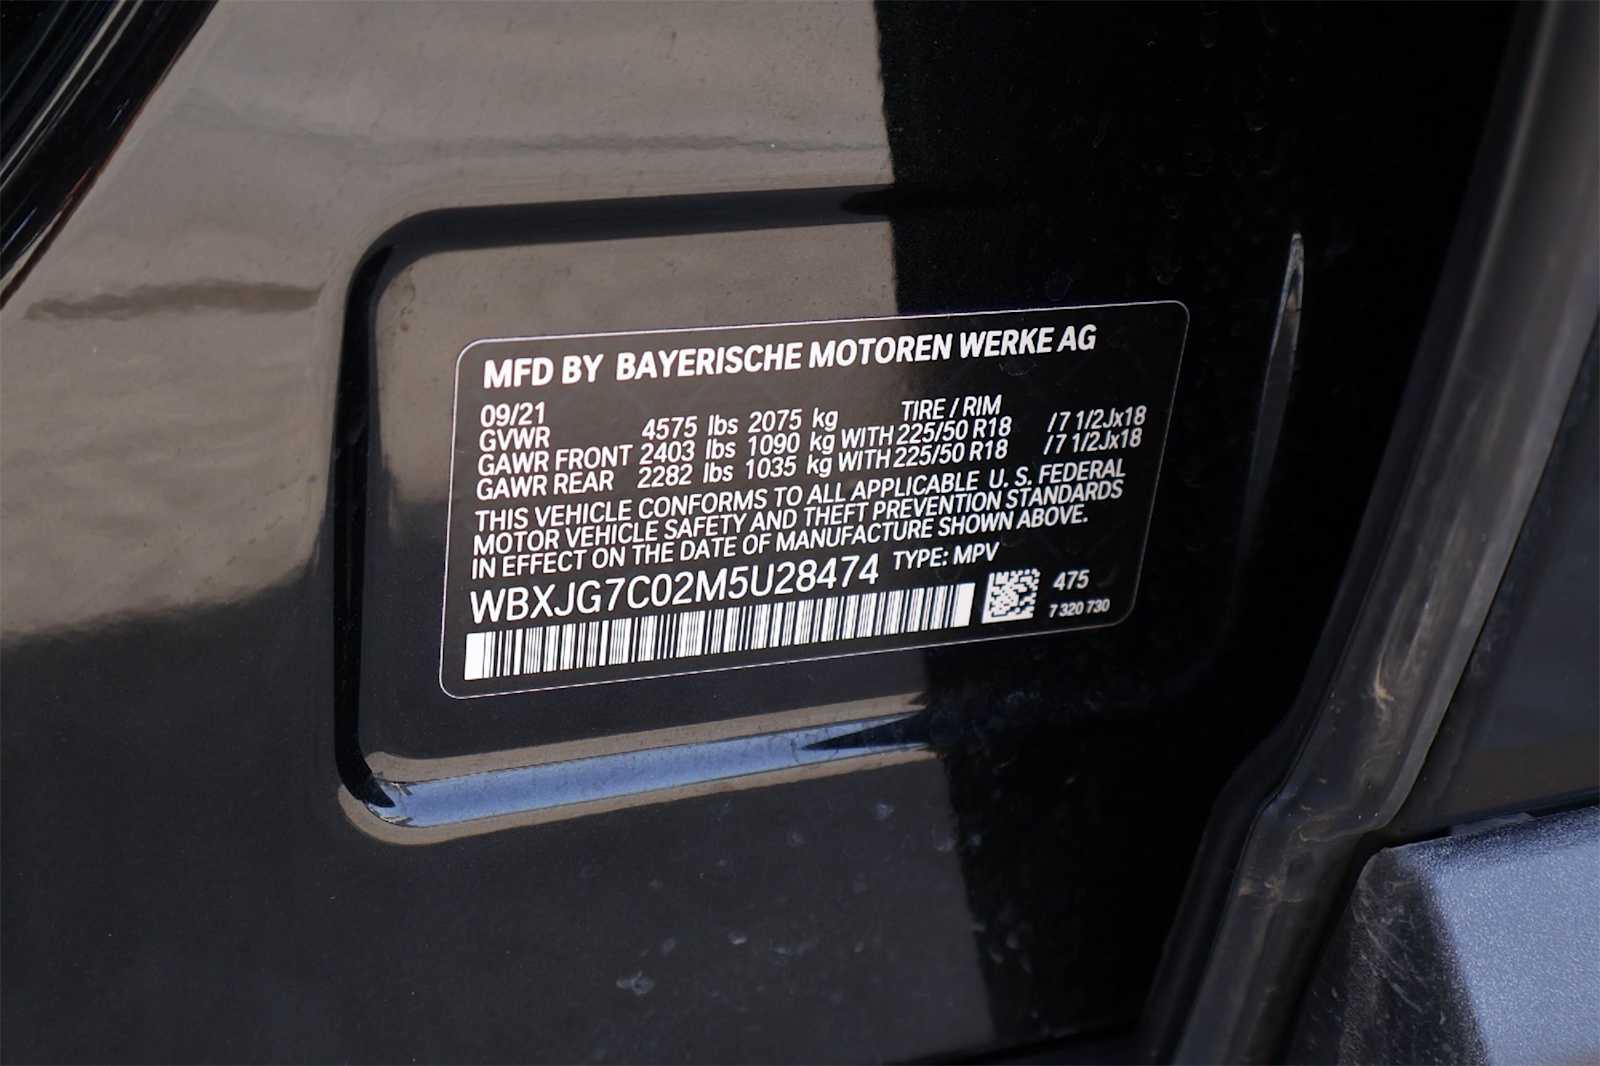 MFD BY BAYERISCHE MOTOREN WERKE AG
09/21 TIRE / RIM
GVWR 4575 lbs 2075 kg
GAWR FRONT 2403 lbs 1090 kg WITH 225/50 R18 /7 1/2Jx18
GAWR REAR 2282 lbs 1035 kg WITH 225/50 R18 /7 1/2Jx18
THIS VEHICLE CONFORMS TO ALL APPLICABLE U. S. FEDERAL
MOTOR VEHICLE SAFETY AND THEFT PREVENTION STANDARDS
IN EFFECT ON THE DATE OF MANUFACTURE SHOWN ABOVE.
WBXJG7C02M5U28474 TYPE: MPV
475
7 320 730